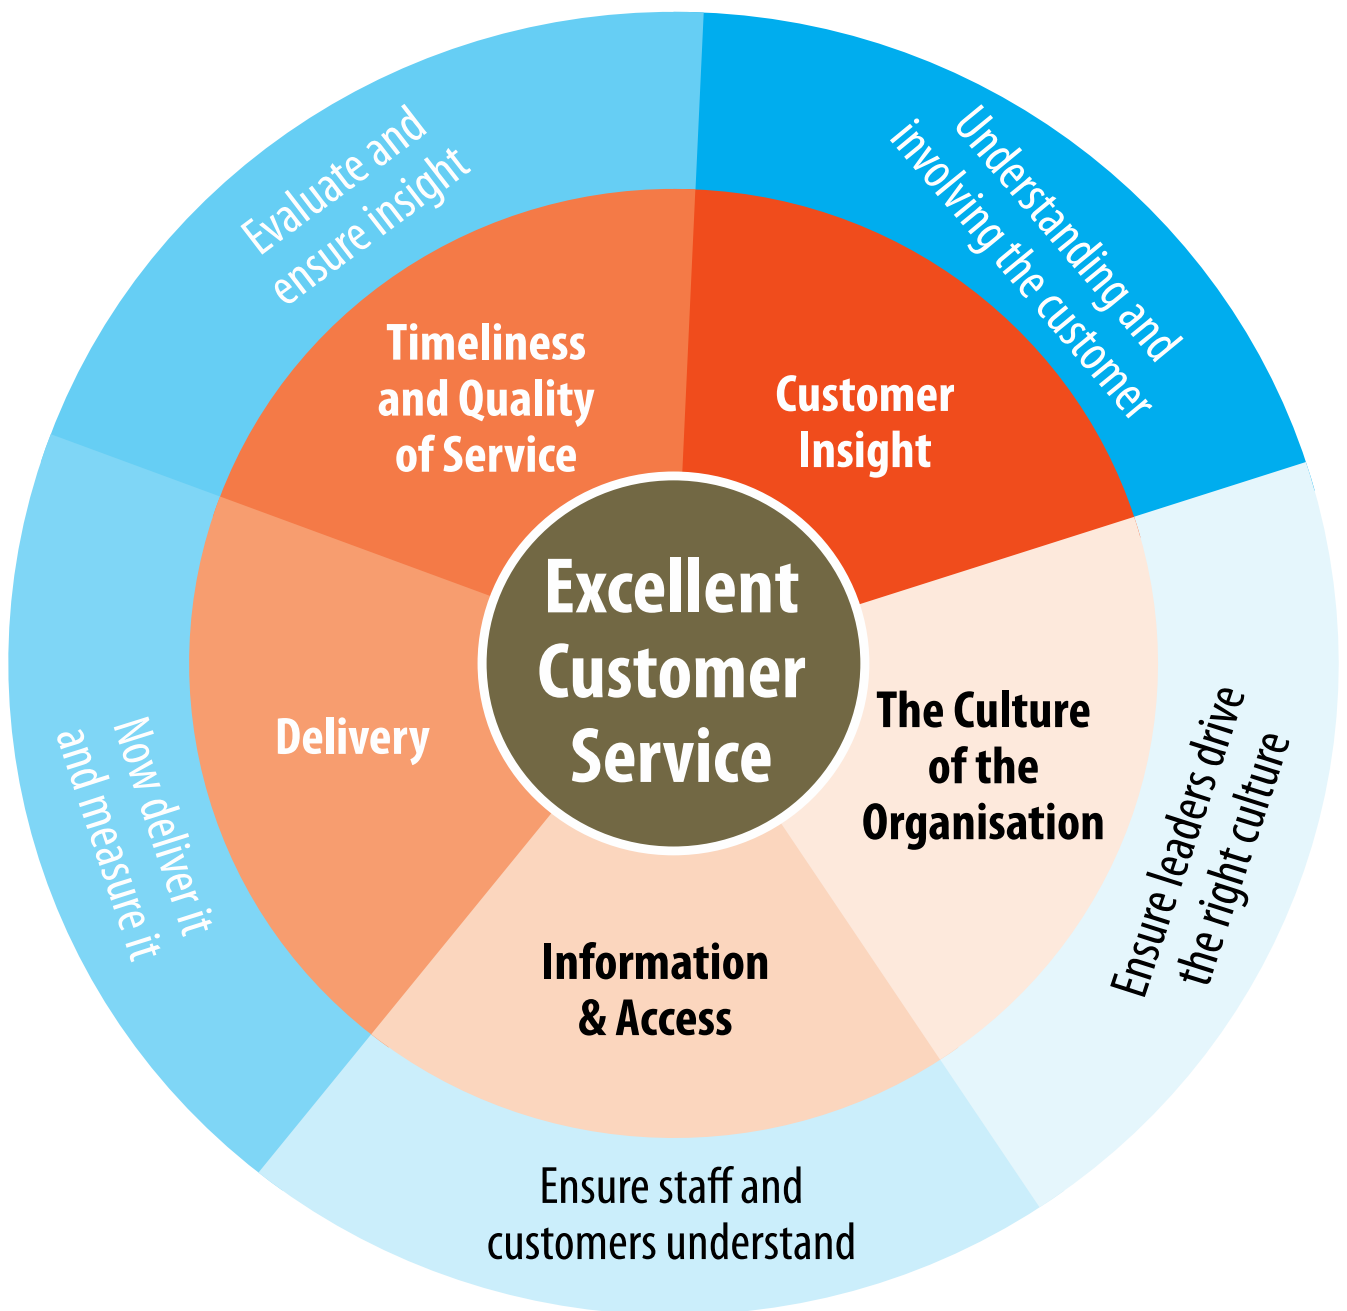 Evaluate and
ensure insight
Understanding and
involving the customer
Timeliness
and Quality
of Service
Customer
Insight
Excellent
Customer
Service
The Culture
of the
Organisation
Ensure leaders drive
the right culture
Delivery
Now deliver it
and measure it
Information
& Access
Ensure staff and
customers understand